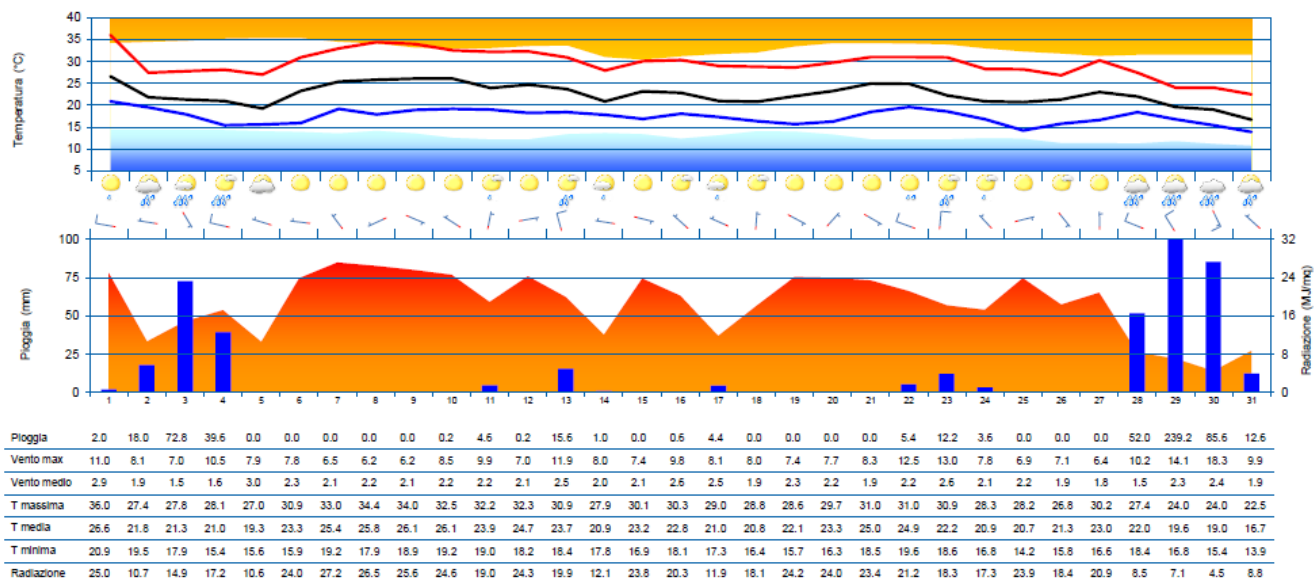 40
35
30
25
20
15
10
5
Temperatura (°C)
100
75
50
25
0
Pioggia (mm)
32
24
16
8
0
Radiazione (MJ/mq)
1 2 3 4 5 6 7 8 9 10 11 12 13 14 15 16 17 18 19 20 21 22 23 24 25 26 27 28 29 30 31
Pioggia 2.0 18.0 72.8 39.6 0.0 0.0 0.0 0.0 0.0 0.2 4.6 0.2 15.6 1.0 0.0 0.6 4.4 0.0 0.0 0.0 0.0 5.4 12.2 3.6 0.0 0.0 0.0 52.0 239.2 85.6 12.6
Vento max 11.0 8.1 7.0 10.5 7.9 7.8 6.5 6.2 6.2 8.5 9.9 7.0 11.9 8.0 7.4 9.8 8.1 8.0 7.4 7.7 8.3 12.5 13.0 7.8 6.9 7.1 6.4 10.2 14.1 18.3 9.9
Vento medio 2.9 1.9 1.5 1.6 3.0 2.3 2.1 2.2 2.1 2.2 2.2 2.1 2.5 2.0 2.1 2.6 2.5 1.9 2.3 2.2 1.9 2.2 2.6 2.1 2.2 1.9 1.8 1.5 2.3 2.4 1.9
T massima 36.0 27.4 27.8 28.1 27.0 30.9 33.0 34.4 34.0 32.5 32.2 32.3 30.9 27.9 30.1 30.3 29.0 28.8 28.6 29.7 31.0 31.0 30.9 28.3 28.2 26.8 30.2 27.4 24.0 24.0 22.5
T media 26.6 21.8 21.3 21.0 19.3 23.3 25.4 25.8 26.1 26.1 23.9 24.7 23.7 20.9 23.2 22.8 21.0 20.8 22.1 23.3 25.0 24.9 22.2 20.9 20.7 21.3 23.0 22.0 19.6 19.0 16.7
T minima 20.9 19.5 17.9 15.4 15.6 15.9 19.2 17.9 18.9 19.2 19.0 18.2 18.4 17.8 16.9 18.1 17.3 16.4 15.7 16.3 18.5 19.6 18.6 16.8 14.2 15.8 16.6 18.4 16.8 15.4 13.9
Radiazione 25.0 10.7 14.9 17.2 10.6 24.0 27.2 26.5 25.6 24.6 19.0 24.3 19.9 12.1 23.8 20.3 11.9 18.1 24.2 24.0 23.4 21.2 18.3 17.3 23.9 18.4 20.9 8.5 7.1 4.5 8.8